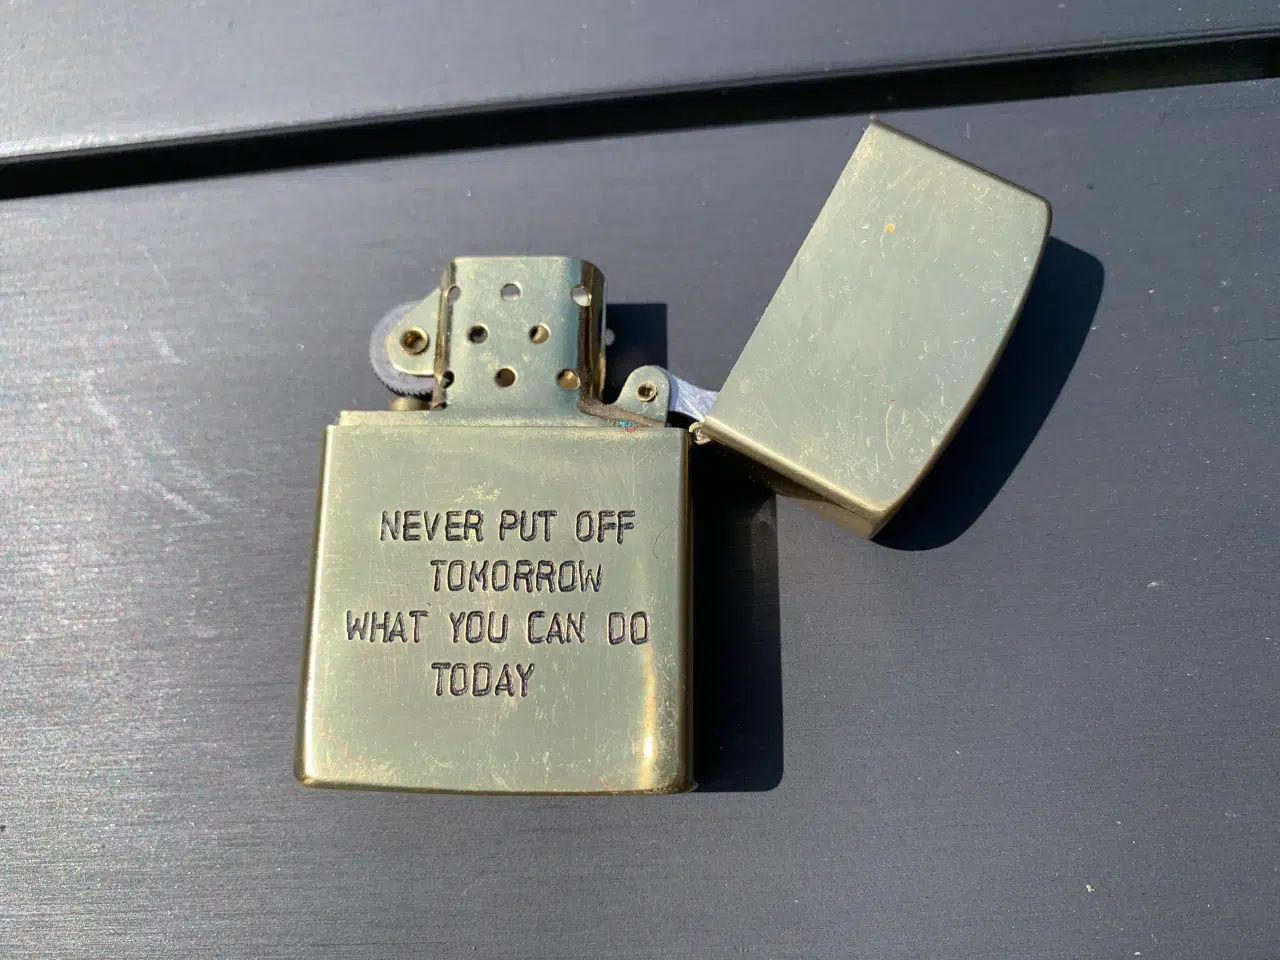 NEVER PUT OFF
TOMORROW
WHAT YOU CAN DO
TODAY